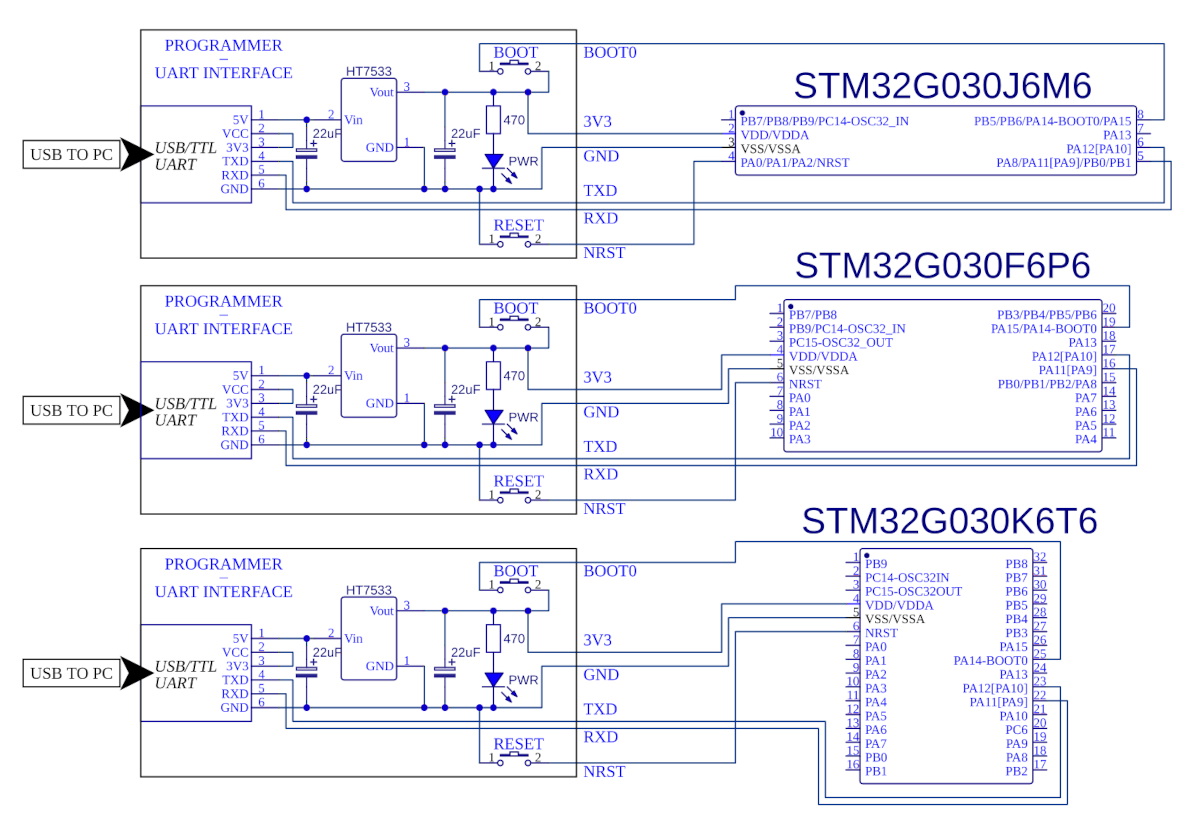 PROGRAMMER
–
UART INTERFACE
HT7533
BOOT
1 2
BOOT0
Vout 3
2 Vin
GND 1
5V 1
VCC 2
3V3 3
TXD 4
RXD 5
GND 6
USB/TTL
UART
USB TO PC
22uF
22uF
470
PWR
RESET
1 2
3V3
GND
TXD
RXD
NRST
STM32G030J6M6
1 PB7/PB8/PB9/PC14-OSC32_IN
2 VDD/VDDA
3 VSS/VSSA
4 PA0/PA1/PA2/NRST
PB5/PB6/PA14-BOOT0/PA15 8
PA13 7
PA12[PA10] 6
PA8/PA11[PA9]/PB0/PB1 5
PROGRAMMER
–
UART INTERFACE
HT7533
BOOT
1 2
BOOT0
Vout 3
2 Vin
GND 1
5V 1
VCC 2
3V3 3
TXD 4
RXD 5
GND 6
USB/TTL
UART
USB TO PC
22uF
22uF
470
PWR
RESET
1 2
3V3
GND
TXD
RXD
NRST
STM32G030F6P6
1 PB7/PB8
2 PB9/PC14-OSC32_IN
3 PC15-OSC32_OUT
4 VDD/VDDA
5 VSS/VSSA
6 NRST
7 PA0
8 PA1
9 PA2
10 PA3
PB3/PB4/PB5/PB6 20
PA15/PA14-BOOT0 19
PA13 18
PA12[PA10] 17
PA11[PA9] 16
PB0/PB1/PB2/PA8 15
PA7 14
PA6 13
PA5 12
PA4 11
PROGRAMMER
–
UART INTERFACE
HT7533
BOOT
1 2
BOOT0
Vout 3
2 Vin
GND 1
5V 1
VCC 2
3V3 3
TXD 4
RXD 5
GND 6
USB/TTL
UART
USB TO PC
22uF
22uF
470
PWR
RESET
1 2
3V3
GND
TXD
RXD
NRST
STM32G030K6T6
1 PB9
2 PC14-OSC32IN
3 PC15-OSC32OUT
4 VDD/VDDA
5 VSS/VSSA
6 NRST
7 PA0
8 PA1
9 PA2
10 PA3
11 PA4
12 PA5
13 PA6
14 PA7
15 PB0
16 PB1
PB8 32
PB7 31
PB6 30
PB5 29
PB4 28
PB3 27
PA15 26
PA14-BOOT0 25
PA13 24
PA12[PA10] 23
PA11[PA9] 22
PA10 21
PC6 20
PA9 19
PA8 18
PB2 17